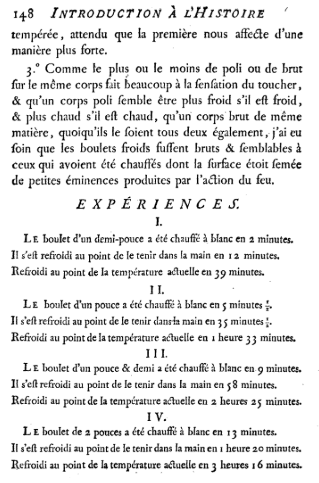 148 INTRODUCTION À L'HISTOIRE
tempérée, attendu que la première nous affecte d'une
manière plus forte.
3.° Comme le plus ou le moins de poli ou de brut
ſur le même corps fait beaucoup à la ſenſation du toucher,
& qu'un corps poli ſemble être plus froid s'il eſt froid,
& plus chaud s'il eſt chaud, qu'un corps brut de même
matière, quoiqu'ils le ſoient tous deux également, j'ai eu
ſoin que les boulets froids fuſſent bruts & ſemblables à
ceux qui avoient été chauffés dont la ſurface étoit ſemée
de petites éminences produites par l'action du feu.
EXPÉRIENCES.
I.
LE boulet d'un demi-pouce a été chauffé à blanc en 2 minutes.
Il s'eſt refroidi au point de le tenir dans la main en 12 minutes.
Refroidi au point de la température actuelle en 39 minutes.
II.
LE boulet d'un pouce a été chauffé à blanc en 5 minutes ½.
Il s'eſt refroidi au point de le tenir dans la main en 35 minutes ½.
Refroidi au point de la température actuelle en 1 heure 33 minutes.
III.
LE boulet d'un pouce & demi a été chauffé à blanc en 9 minutes.
Il s'eſt refroidi au point de le tenir dans la main en 58 minutes.
Refroidi au point de la température actuelle en 2 heures 25 minutes.
IV.
LE boulet de 2 pouces a été chauffé à blanc en 13 minutes.
Il s'eſt refroidi au point de le tenir dans la main en 1 heure 20 minutes.
Refroidi au point de la température actuelle en 3 heures 16 minutes.